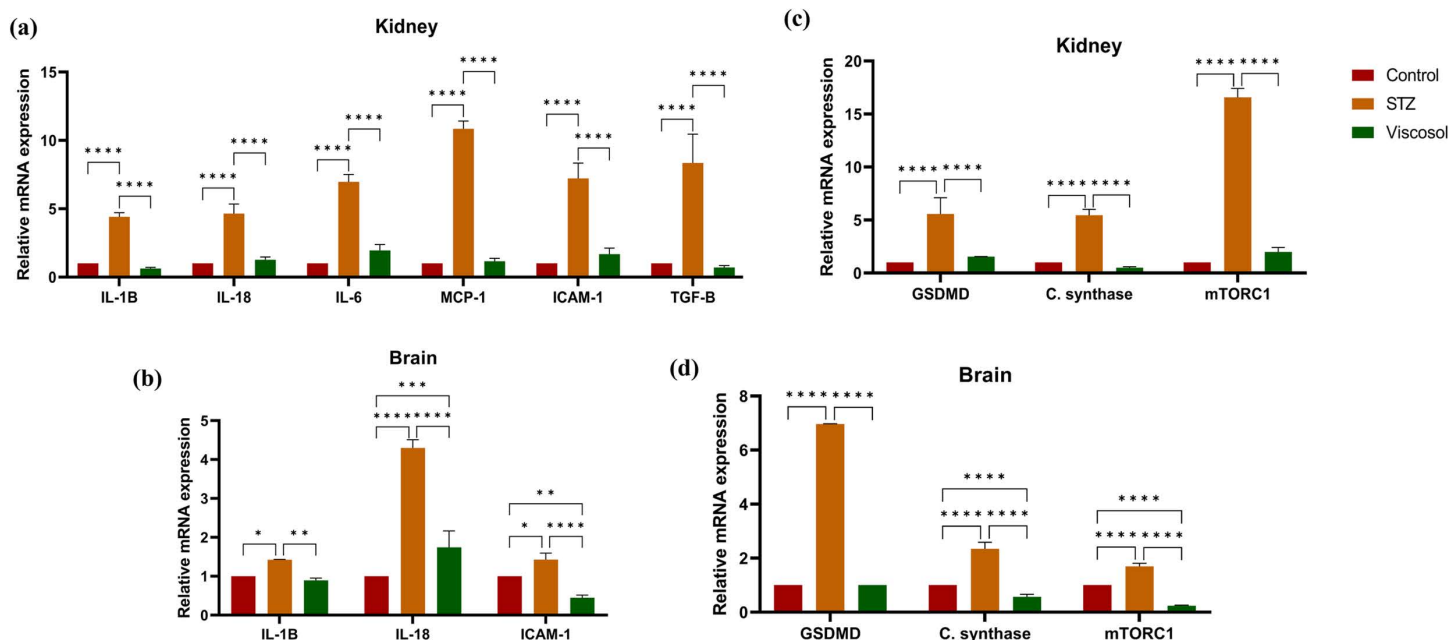 (a)
Kidney
Relative mRNA expression
15
10
5
0
**** **** **** **** **** **** **** **** **** **** **** ****
IL-1B IL-18 IL-6 MCP-1 ICAM-1 TGF-B
(c)
Kidney
Relative mRNA expression
20
15
10
5
0
**** **** **** **** **** ****
GSDMD C. synthase mTORC1
Control
STZ
Viscosol
(b)
Brain
Relative mRNA expression
5
4
3
2
1
0
* **
***
**** ****
**
* ****
IL-1B IL-18 ICAM-1
(d)
Brain
Relative mRNA expression
8
6
4
2
0
**** ****
****
**** ****
****
**** ****
GSDMD C. synthase mTORC1